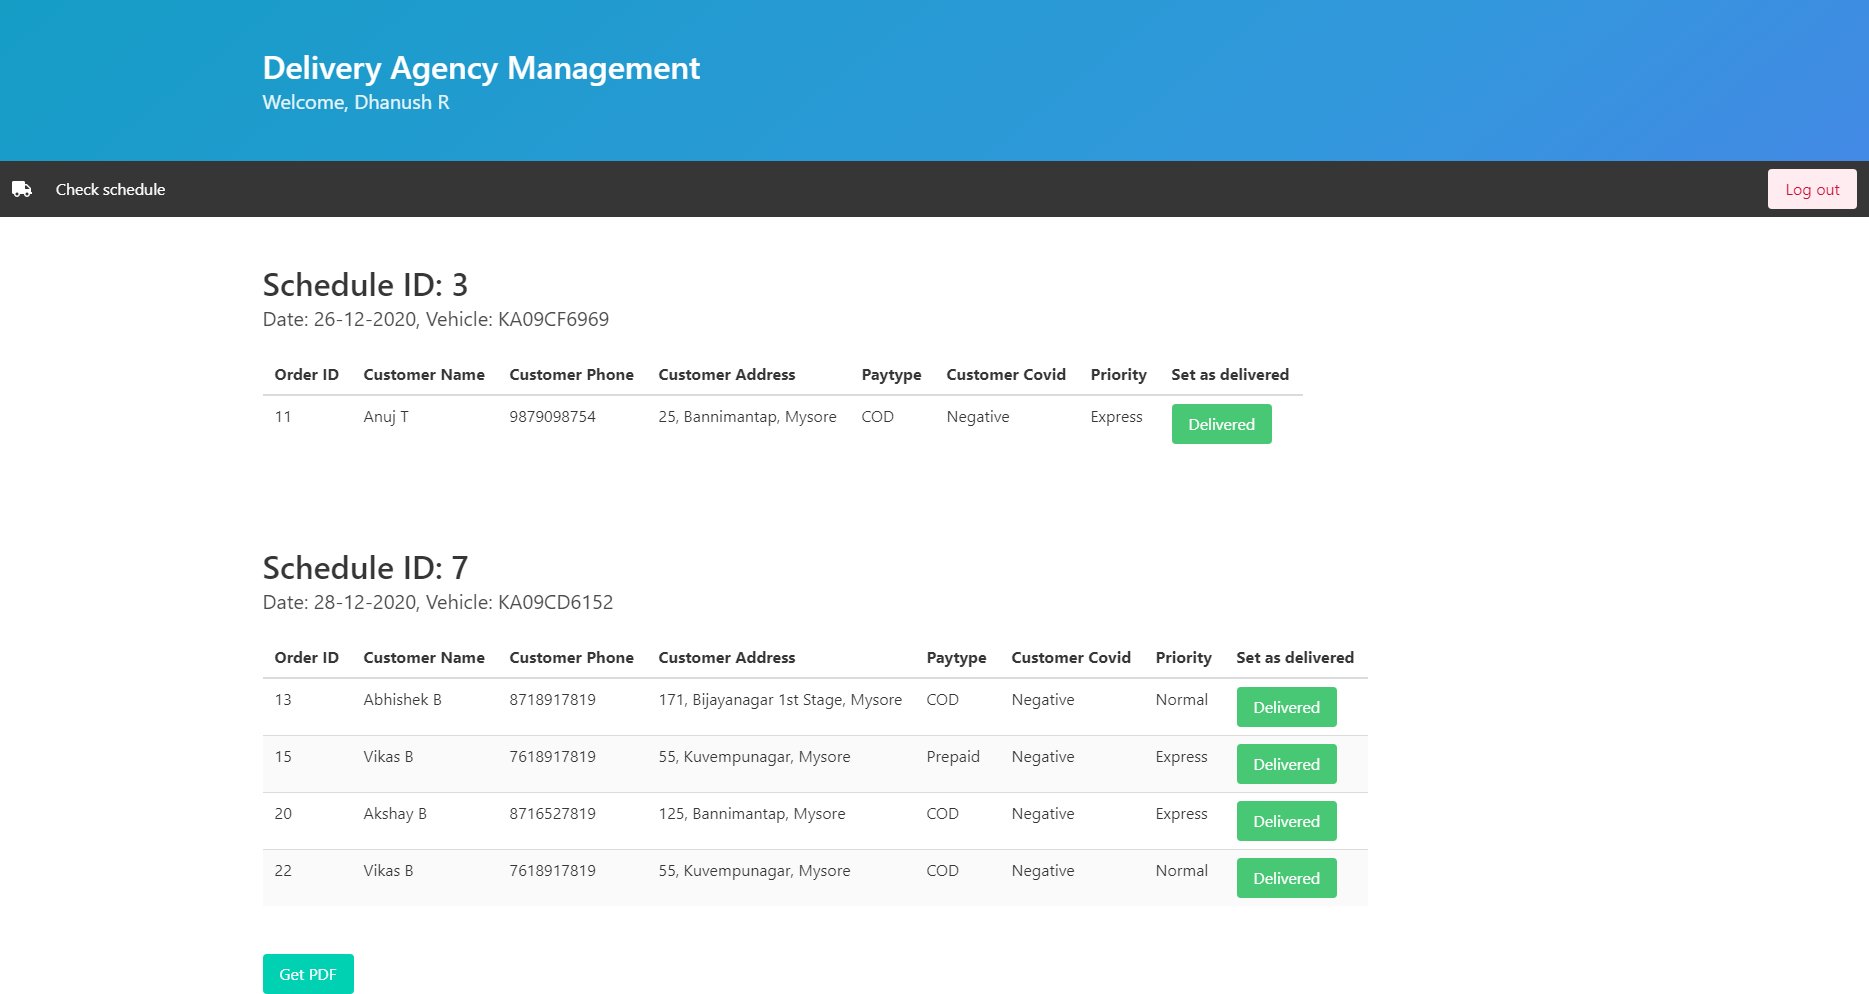 Delivery Agency Management
Welcome, Dhanush R
Check schedule
Log out
Schedule ID: 3
Date: 26-12-2020, Vehicle: KA09CF6969
Order ID Customer Name Customer Phone Customer Address Paytype Customer Covid Priority Set as delivered
11 Anuj T 9879098754 25, Bannimantap, Mysore COD Negative Express Delivered
Schedule ID: 7
Date: 28-12-2020, Vehicle: KA09CD6152
Order ID Customer Name Customer Phone Customer Address Paytype Customer Covid Priority Set as delivered
13 Abhishek B 8718917819 171, Bijayanagar 1st Stage, Mysore COD Negative Normal Delivered
15 Vikas B 7618917819 55, Kuvempunagar, Mysore Prepaid Negative Express Delivered
20 Akshay B 8716527819 125, Bannimantap, Mysore COD Negative Express Delivered
22 Vikas B 7618917819 55, Kuvempunagar, Mysore COD Negative Normal Delivered
Get PDF